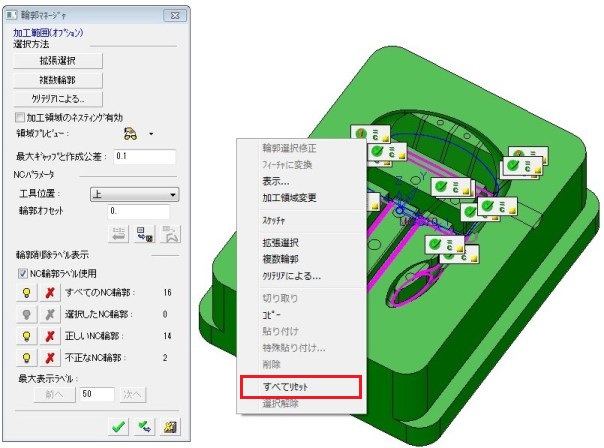 輪郭ﾏﾈｰｼﾞｬ
加工範囲(ｵﾌﾟｼｮﾝ)
選択方法
拡張選択
複数輪郭
ｸﾘﾃﾘｱによる...
加工領域のﾈｽﾃｨﾝｸﾞ有効
領域ﾌﾟﾚﾋﾞｭｰ :
最大ｷﾞｬｯﾌﾟと作成公差 : 0.1
NCﾊﾟﾗﾒｰﾀ
工具位置 : 上
輪郭ｵﾌｾｯﾄ 0.
輪郭削除ﾗﾍﾞﾙ表示
NC輪郭ﾗﾍﾞﾙ使用
すべてのNC輪郭 : 16
選択したNC輪郭 : 0
正しいNC輪郭 : 14
不正なNC輪郭 : 2
最大表示ﾗﾍﾞﾙ :
前へ 50 次へ
輪郭選択修正
ﾌｨｰﾁｬに変換
表示...
加工領域変更
ｽｹｯﾁｬ
拡張選択
複数輪郭
ｸﾘﾃﾘｱによる...
切り取り
ｺﾋﾟｰ
貼り付け
特殊貼り付け...
削除
すべてﾘｾｯﾄ
選択解除